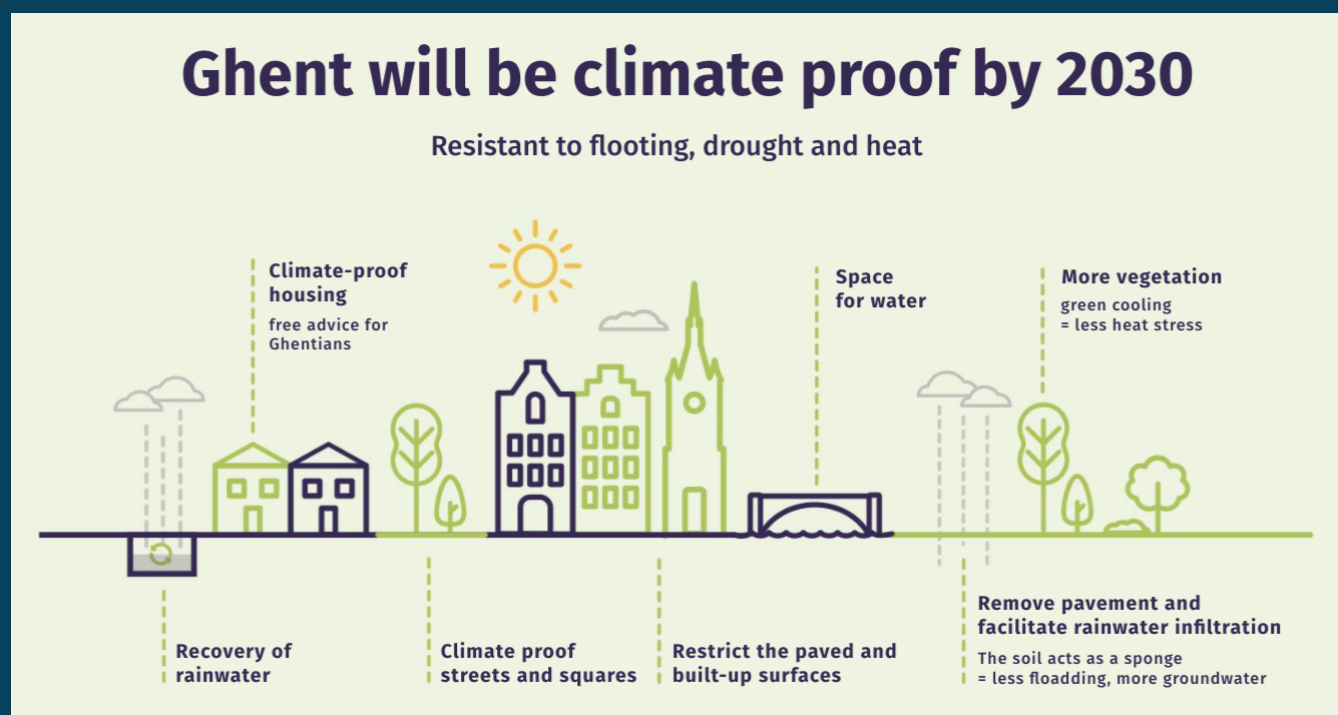 Ghent will be climate proof by 2030
Resistant to flooting, drought and heat
Climate-proof
housing
free advice for
Ghentians
Space
for water
More vegetation
green cooling
= less heat stress
Recovery of
rainwater
Climate proof
streets and squares
Restrict the paved and
built-up surfaces
Remove pavement and
facilitate rainwater infiltration
The soil acts as a sponge
= less floadding, more groundwater